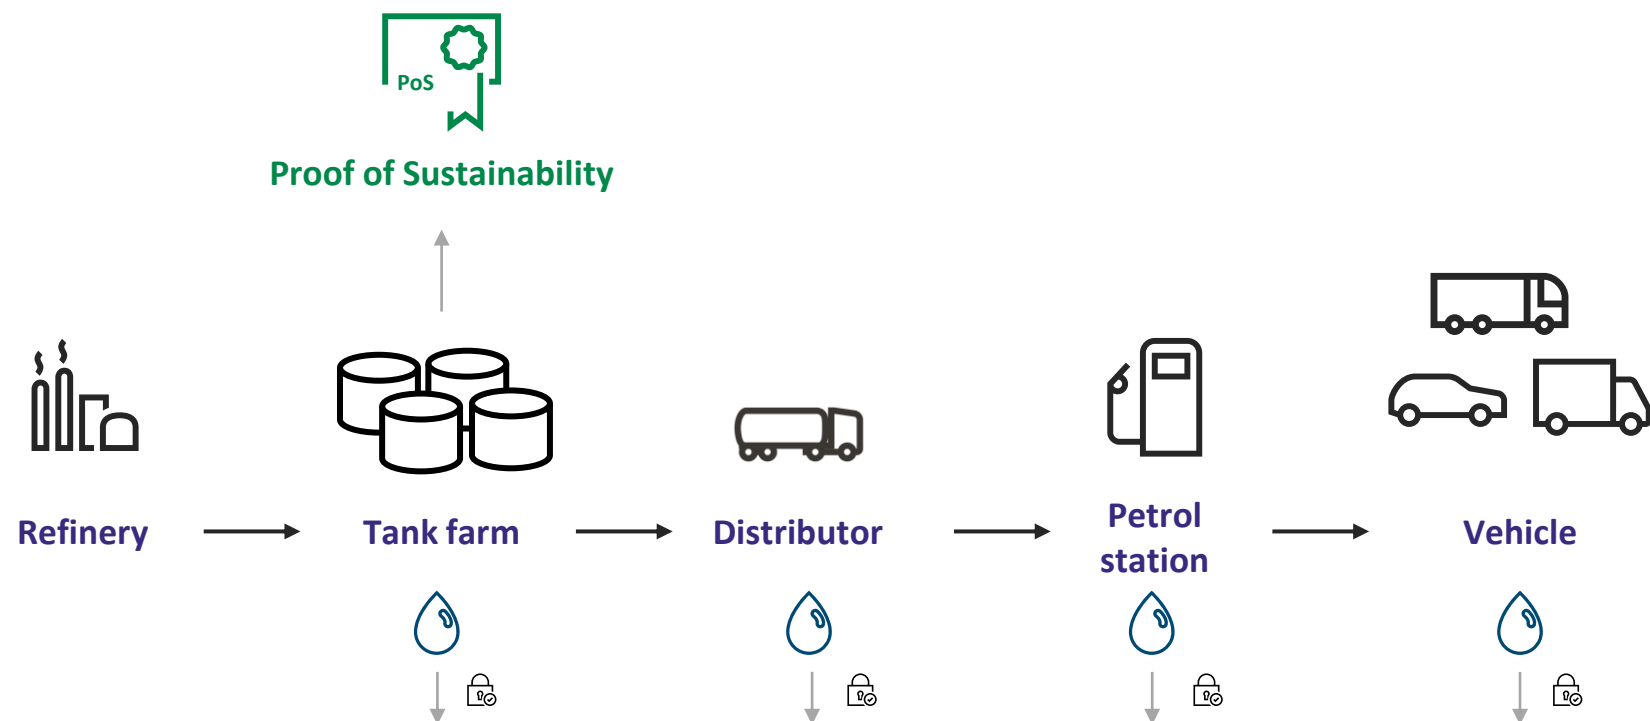 PoS
Proof of Sustainability
Refinery
Tank farm
Distributor
Petrol
station
Vehicle